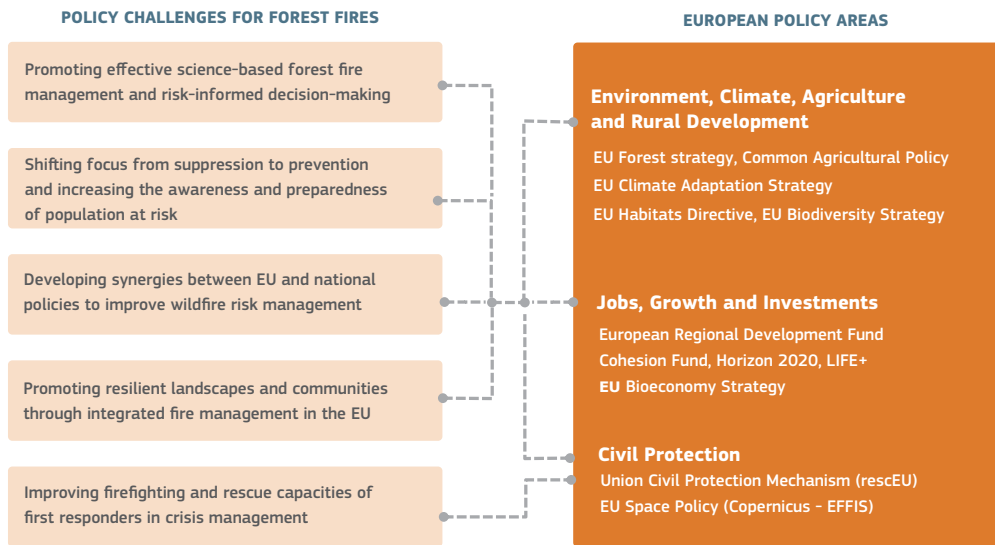 POLICY CHALLENGES FOR FOREST FIRES
Promoting effective science-based forest fire
management and risk-informed decision-making
Shifting focus from suppression to prevention
and increasing the awareness and preparedness
of population at risk
Developing synergies between EU and national
policies to improve wildfire risk management
Promoting resilient landscapes and communities
through integrated fire management in the EU
Improving firefighting and rescue capacities of
first responders in crisis management
EUROPEAN POLICY AREAS
Environment, Climate, Agriculture
and Rural Development
EU Forest strategy, Common Agricultural Policy
EU Climate Adaptation Strategy
EU Habitats Directive, EU Biodiversity Strategy
Jobs, Growth and Investments
European Regional Development Fund
Cohesion Fund, Horizon 2020, LIFE+
EU Bioeconomy Strategy
Civil Protection
Union Civil Protection Mechanism (rescEU)
EU Space Policy (Copernicus - EFFIS)